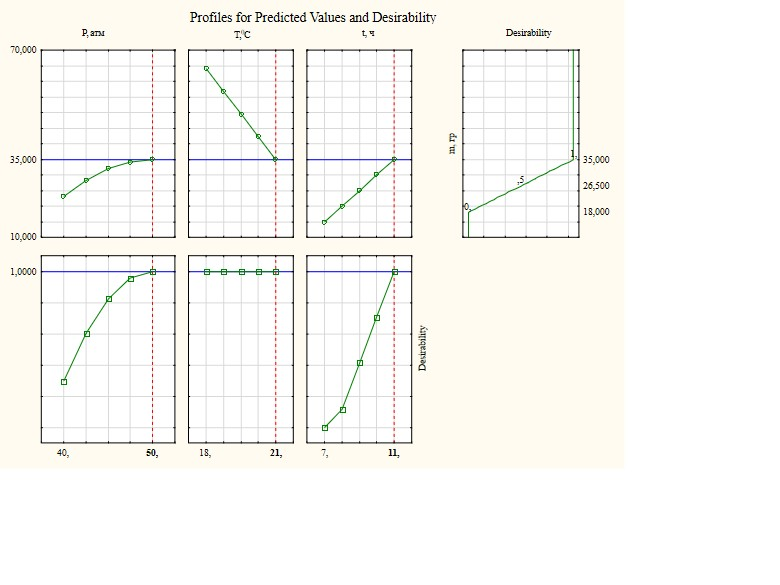 Profiles for Predicted Values and Desirability
P, атм
T,°C
t, ч
Desirability
70,000
35,000
10,000
m, гр
1,
,5
0,
35,000
26,500
18,000
1,0000
Desirability
40,
50,
18,
21,
7,
11,